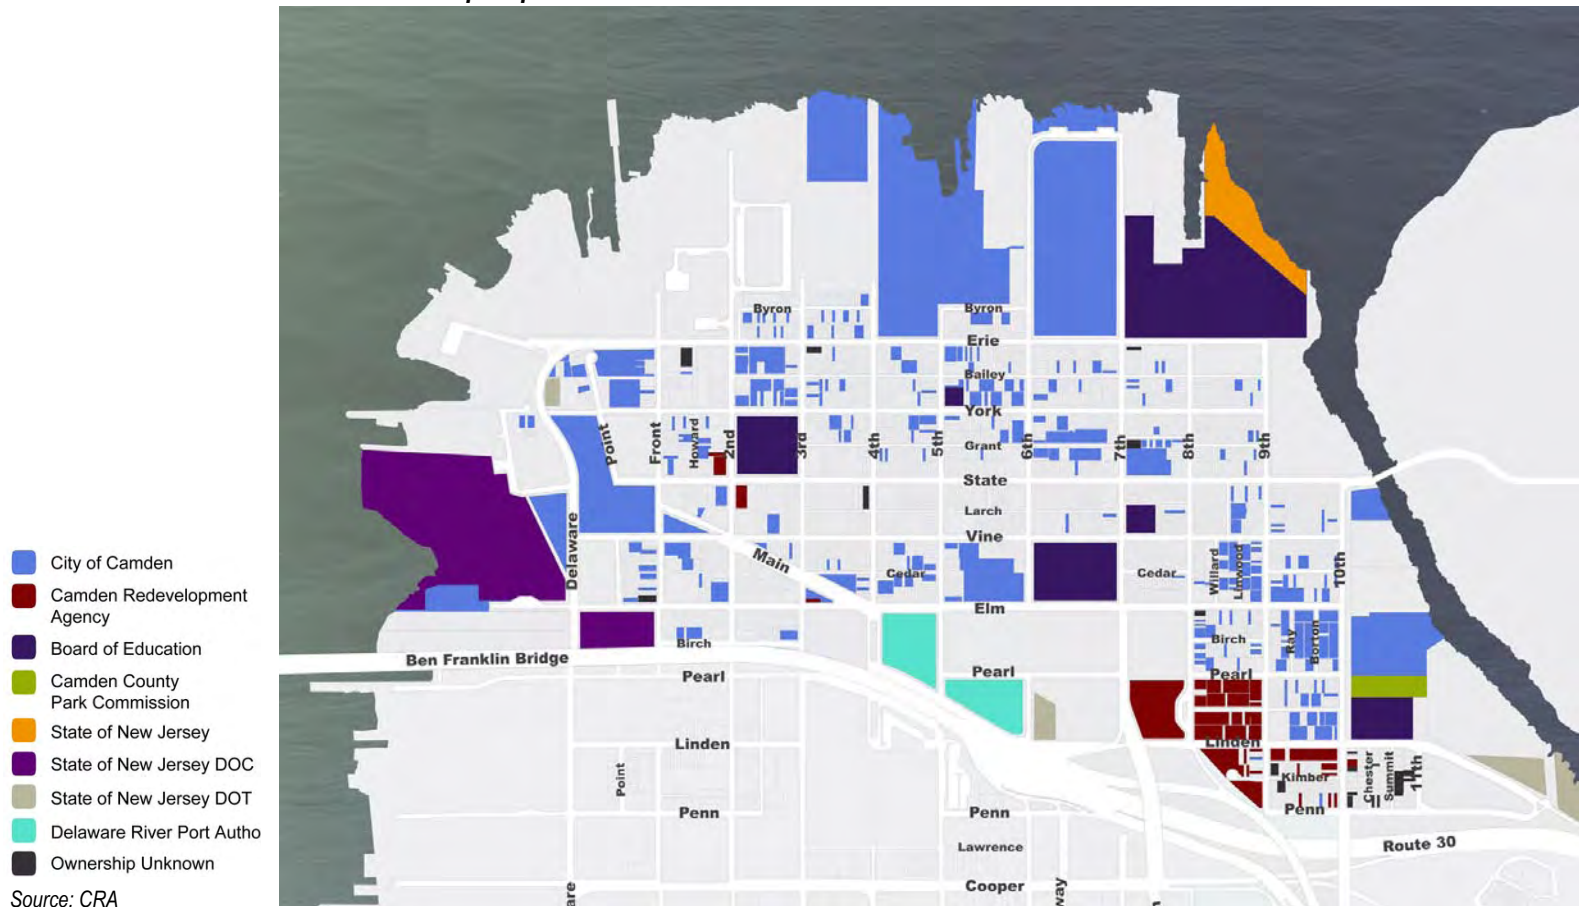 City of Camden
Camden Redevelopment
Agency
Board of Education
Camden County
Park Commission
State of New Jersey
State of New Jersey DOC
State of New Jersey DOT
Delaware River Port Autho
Ownership Unknown
Source: CRA
Byron
Byron
Erie
Bailey
York
Point
Front
Howard
2nd
3rd
4th
5th
6th
7th
8th
9th
Grant
State
Larch
Vine
Delaware
Main
Cedar
Cedar
Willard
Linwood
10th
Elm
Birch
Birch
Ray
Borton
Ben Franklin Bridge
Pearl
Pearl
Pearl
Linden
Linden
Point
Kimber
Chester
Summit
11th
Penn
Penn
Penn
Lawrence
Route 30
Cooper
are
way